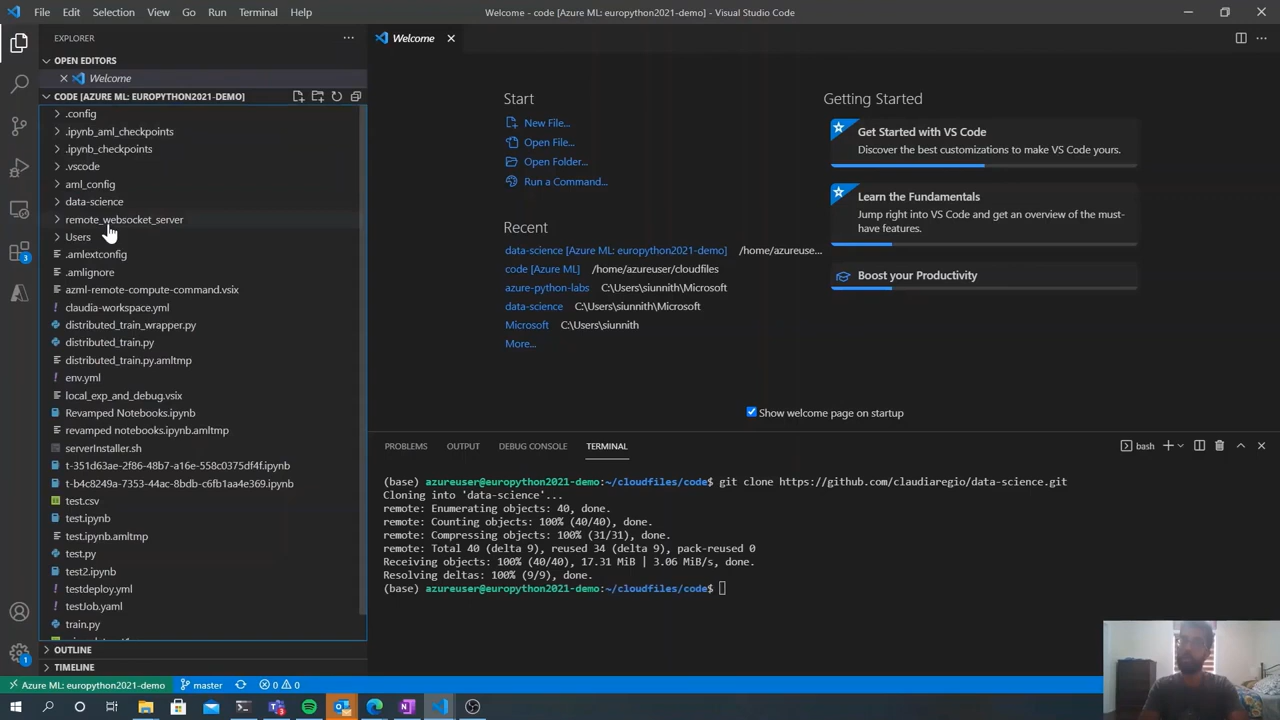 File Edit Selection View Go Run Terminal Help
Welcome - code [Azure ML: europython2021-demo] - Visual Studio Code
EXPLORER
OPEN EDITORS
Welcome
CODE [AZURE ML: EUROPYTHON2021-DEMO]
.config
.ipynb_aml_checkpoints
.ipynb_checkpoints
.vscode
aml_config
data-science
remote_websocket_server
Users
.amlextconfig
.amlignore
azml-remote-compute-command.vsix
claudia-workspace.yml
distributed_train_wrapper.py
distributed_train.py
distributed_train.py.amltmp
env.yml
local_exp_and_debug.vsix
Revamped Notebooks.ipynb
revamped notebooks.ipynb.amltmp
serverInstaller.sh
t-351d63ae-2f86-48b7-a16e-558c0375df4f.ipynb
t-b4c8249a-7353-44ac-8bdb-c6fb1aa4e369.ipynb
test.csv
test.ipynb
test.ipynb.amltmp
test.py
test2.ipynb
testdeploy.yml
testJob.yaml
train.py
OUTLINE
TIMELINE
Welcome
Start
New File...
Open File...
Open Folder...
Run a Command...
Recent
data-science [Azure ML: europython2021-demo] /home/azureuse...
code [Azure ML] /home/azureuser/cloudfiles
azure-python-labs C:\Users\siunnith\Microsoft
data-science C:\Users\siunnith\Microsoft
Microsoft C:\Users\siunnith
More...
Getting Started
Get Started with VS Code
Discover the best customizations to make VS Code yours.
Learn the Fundamentals
Jump right into VS Code and get an overview of the must-
have features.
Boost your Productivity
Show welcome page on startup
PROBLEMS OUTPUT DEBUG CONSOLE TERMINAL
bash
(base) azureuser@europython2021-demo:~/cloudfiles/code$ git clone https://github.com/claudiaregio/data-science.git
Cloning into 'data-science'...
remote: Enumerating objects: 40, done.
remote: Counting objects: 100% (40/40), done.
remote: Compressing objects: 100% (31/31), done.
remote: Total 40 (delta 9), reused 34 (delta 9), pack-reused 0
Receiving objects: 100% (40/40), 17.31 MiB | 3.06 MiB/s, done.
Resolving deltas: 100% (9/9), done.
(base) azureuser@europython2021-demo:~/cloudfiles/code$
3
1
Azure ML: europython2021-demo
master
0 0